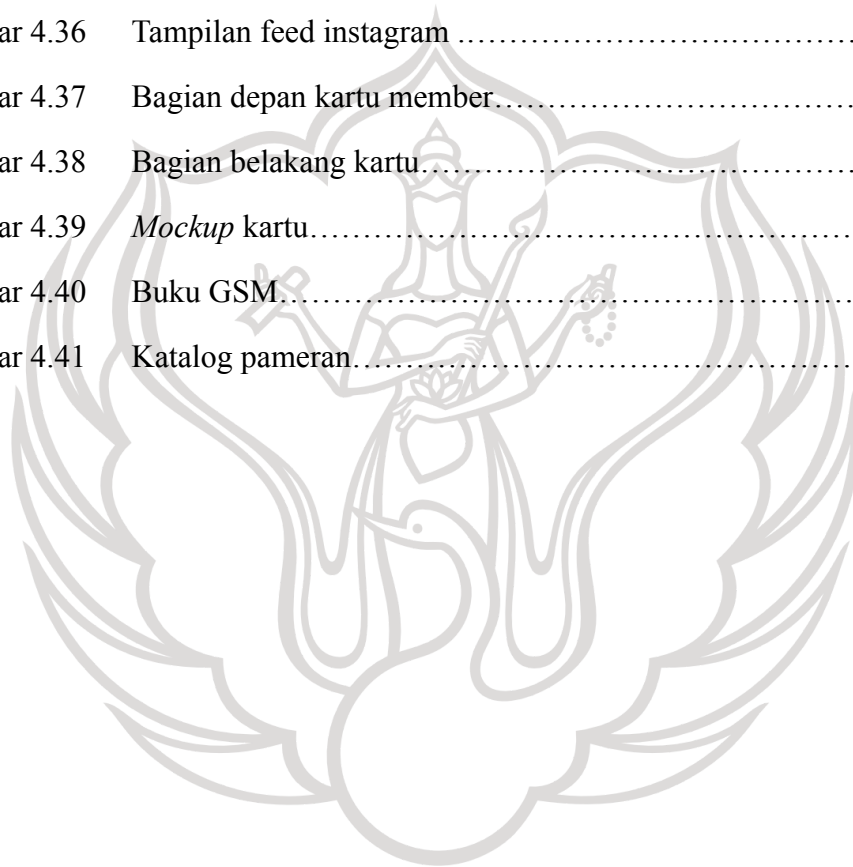 ar 4.36 Tampilan feed instagram ….…………………….…………
ar 4.37 Bagian depan kartu member……………………………
ar 4.38 Bagian belakang kartu……………………………………
ar 4.39 Mockup kartu………………………………………………
ar 4.40 Buku GSM…………………………………………………
ar 4.41 Katalog pameran……………………………………………